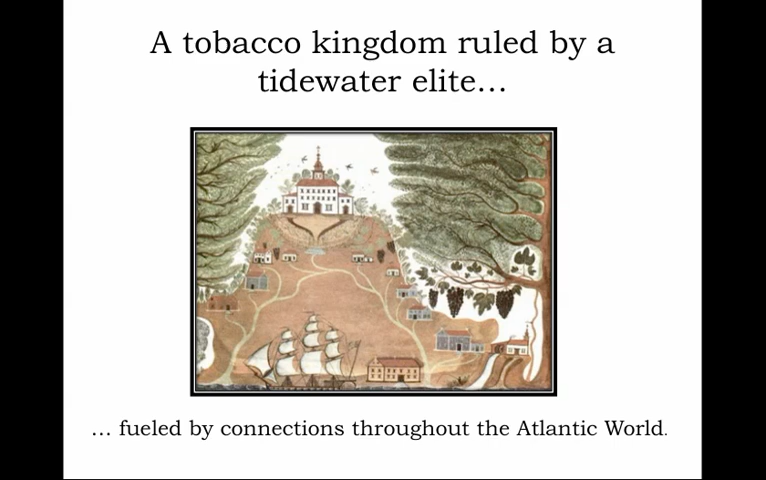 A tobacco kingdom ruled by a
tidewater elite…
… fueled by connections throughout the Atlantic World.